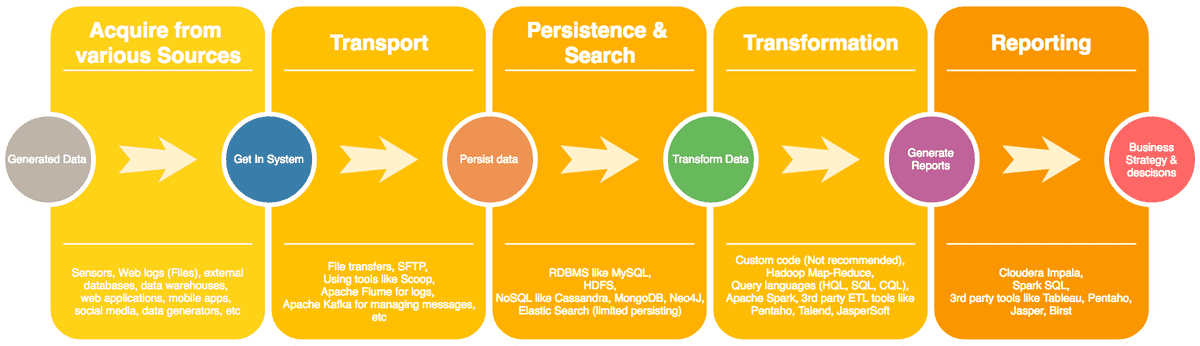 Acquire from
various Sources
Transport
Persistence &
Search
Transformation
Reporting
Generated Data
Get In System
Persist data
Transform Data
Generate
Reports
Business
Strategy &
descisons
Sensors, Web logs (Files), external
databases, data warehouses,
web applications, mobile apps,
social media, data generators, etc
File transfers, SFTP,
Using tools like Scoop,
Apache Flume for logs,
Apache Kafka for managing messages,
etc
RDBMS like MySQL,
HDFS,
NoSQL like Cassandra, MongoDB, Neo4J,
Elastic Search (limited persisting)
Custom code (Not recommended),
Hadoop Map-Reduce,
Query languages (HQL, SQL, CQL),
Apache Spark, 3rd party ETL tools like
Pentaho, Talend, JasperSoft
Cloudera Impala,
Spark SQL,
3rd party tools like Tableau, Pentaho,
Jasper, Birst